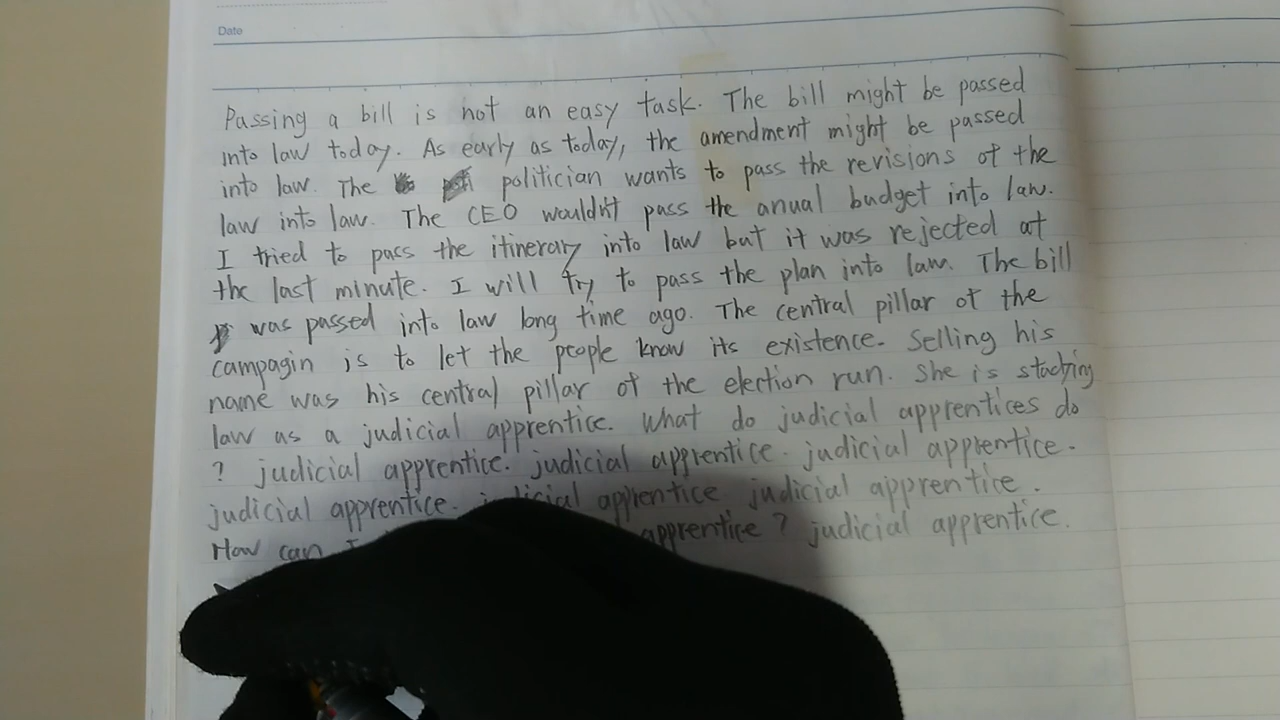 Date
Passing a bill is not an easy task. The bill might be passed
into law today. As early as today, the amendment might be passed
into law. The politician wants to pass the revisions of the
law into law. The CEO wouldn't pass the anual budget into law.
I tried to pass the itinerary into law but it was rejected at
the last minute. I will try to pass the plan into law. The bill
was passed into law long time ago. The central pillar of the
campagin is to let the people know its existence. Selling his
name was his central pillar of the election run. She is studying
law as a judicial apprentice. What do judicial apprentices do
? judicial apprentice. judicial apprentice. judicial apprentice.
judicial apprentice. judicial apprentice judicial apprentice.
How can I apprentice? judicial apprentice.